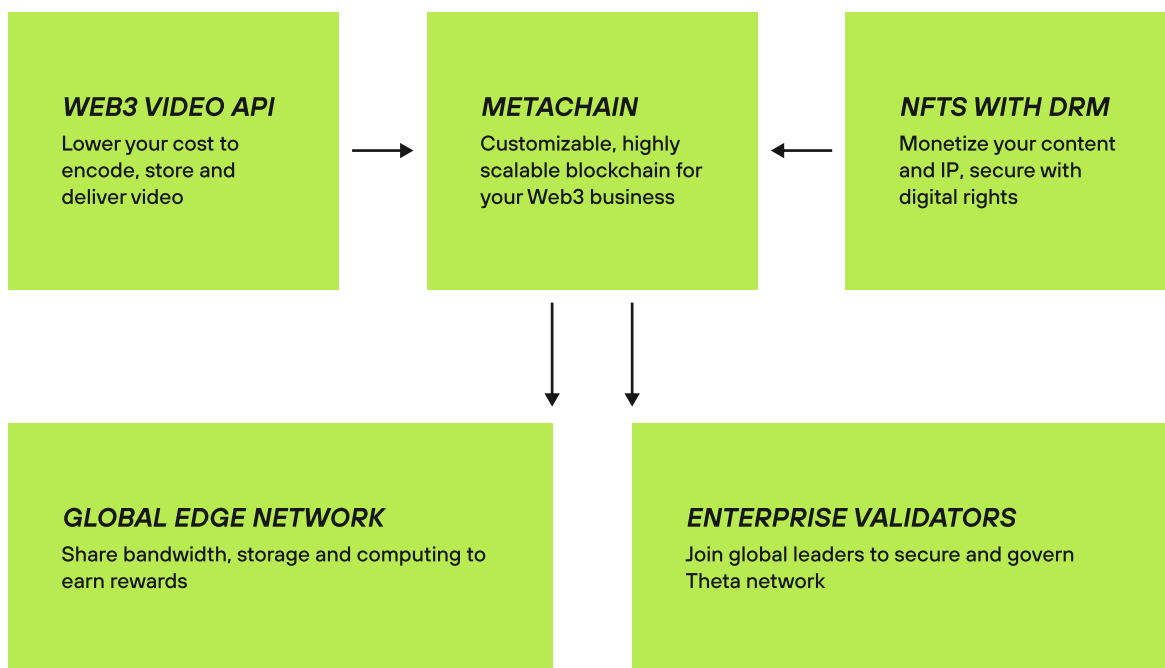 WEB3 VIDEO API
Lower your cost to
encode, store and
deliver video
METACHAIN
Customizable, highly
scalable blockchain for
your Web3 business
NFTS WITH DRM
Monetize your content
and IP, secure with
digital rights
GLOBAL EDGE NETWORK
Share bandwidth, storage and computing to
earn rewards
ENTERPRISE VALIDATORS
Join global leaders to secure and govern
Theta network